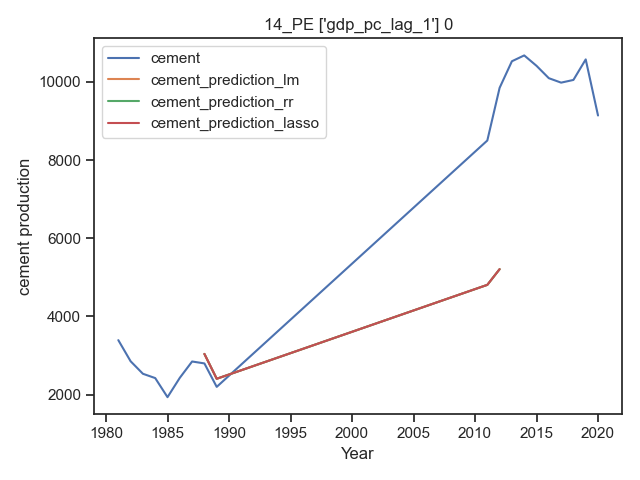 14_PE ['gdp_pc_lag_1'] 0
cement
cement_prediction_lm
cement_prediction_rr
cement_prediction_lasso
cement production
10000
8000
6000
4000
2000
1980 1985 1990 1995 2000 2005 2010 2015 2020
Year